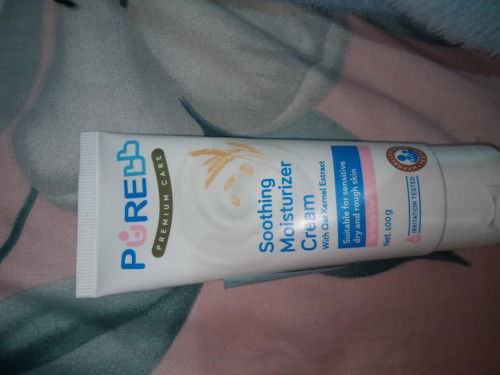 PUREBB
PREMIUM CARE
Soothing
Moisturizer
Cream
With Oat Kernel Extract
Suitable for sensitive
dry and rough skin
Net. 100 g
IRRITATION TESTED